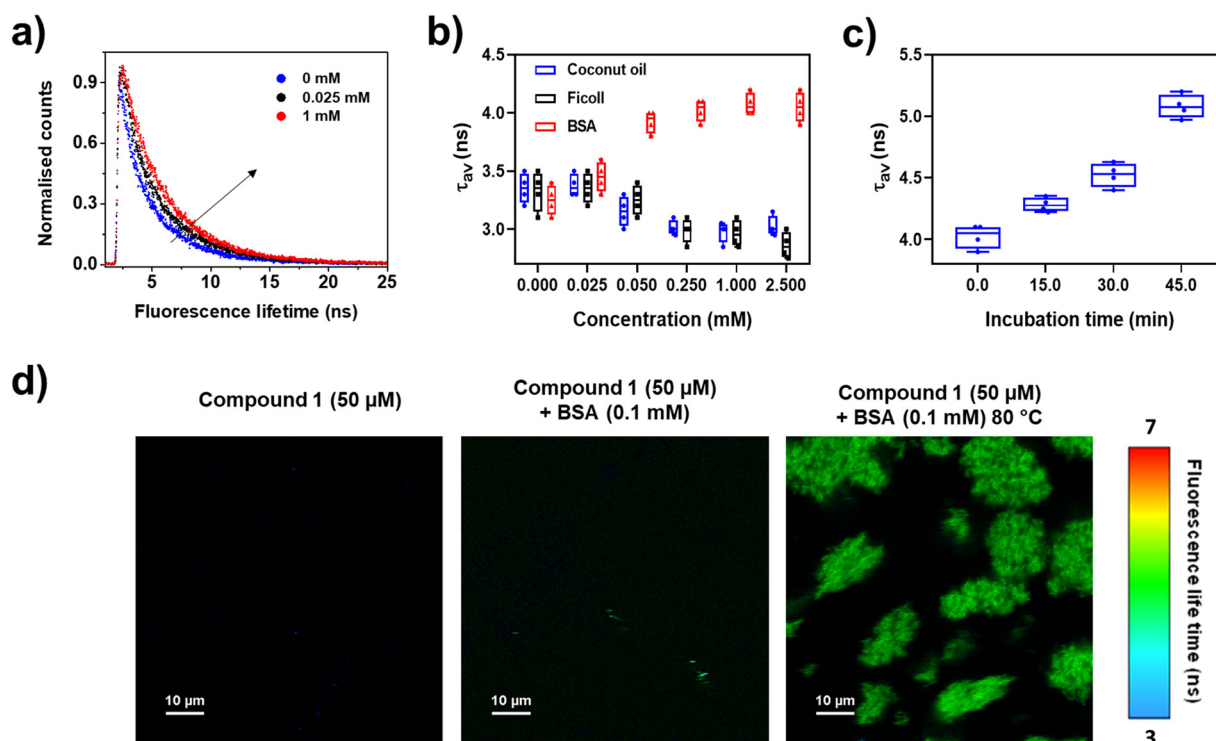 a)
Normalised counts
0.9
0.6
0.3
0.0
0 mM
0.025 mM
1 mM
5
10
15
20
25
Fluorescence lifetime (ns)
b)
τav (ns)
4.5
4.0
3.5
3.0
Coconut oil
Ficoll
BSA
0.000
0.025
0.050
0.250
1.000
2.500
Concentration (mM)
c)
τav (ns)
5.5
5.0
4.5
4.0
0.0
15.0
30.0
45.0
Incubation time (min)
d)
Compound 1 (50 µM)
10 µm
Compound 1 (50 µM)
+ BSA (0.1 mM)
10 µm
Compound 1 (50 µM)
+ BSA (0.1 mM) 80 °C
10 µm
7
Fluorescence life time (ns)
3